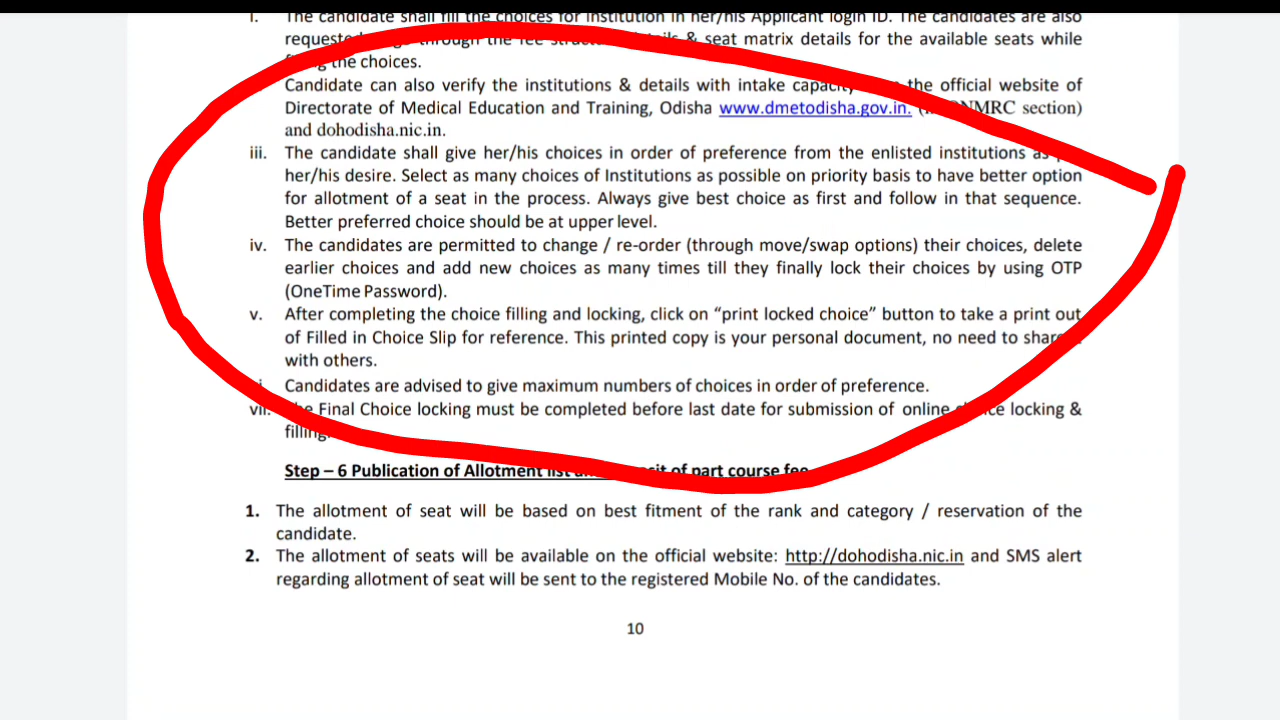 i. The candidate shall fill the choices for institution in her/his Applicant login ID. The candidates are also
through the & seat matrix details for the available seats while
the choices.
Candidate can also verify the institutions & details with intake the official website of
Directorate of Medical Education and Training, Odisha www.dmetodisha.gov.in. section)
and dohodisha.nic.in.
iii. The candidate shall give her/his choices in order of preference from the enlisted institutions
her/his desire. Select as many choices of Institutions as possible on priority basis to have better option
for allotment of a seat in the process. Always give best choice as first and follow in that sequence.
Better preferred choice should be at upper level.
iv. The candidates are permitted to change / re-order (through move/swap options) their choices, delete
earlier choices and add new choices as many times till they finally lock their choices by using OTP
(OneTime Password).
v. After completing the choice filling and locking, click on “print locked choice” button to take a print out
of Filled in Choice Slip for reference. This printed copy is your personal document, no need to share
with others.
Candidates are advised to give maximum numbers of choices in order of preference.
vii. Final Choice locking must be completed before last date for submission of online locking &
filling.
Step – 6 Publication of Allotment list of part course fee
1. The allotment of seat will be based on best fitment of the rank and category / reservation of the
candidate.
2. The allotment of seats will be available on the official website: http://dohodisha.nic.in and SMS alert
regarding allotment of seat will be sent to the registered Mobile No. of the candidates.
10